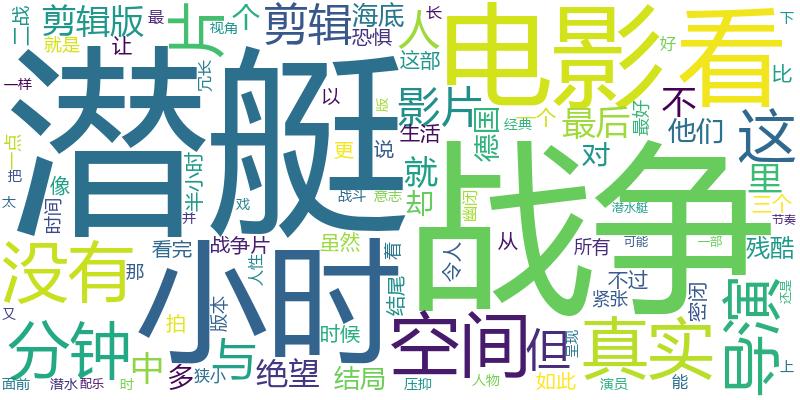 二战
剪辑版
片
个
剪辑
海底
人
电影
看
下
就是
让
最
视角
恐惧
长
好
这部
比
一样
潜艇
冗长
以
版
影片
不
经典
一个
最后
最好
他们
这
一点
把
太
像
半小时
更
说
生活
就
德国
对
里
时间
并
戏
战斗
意志
却
幽闭
战争
潜水艇
三个
节奏
没有
看完
战争片
虽然
着
令人
从
所有
可能
一部
残酷
那
小时
人性
结尾
不过
紧张
密闭
还是
又
拍
版本
时候
空间
但
呈现
真实
导演
分钟
中
与
多
狭小
绝望
结局
压抑
人物
如此
演员
能
上
面前
潜水
配乐
时